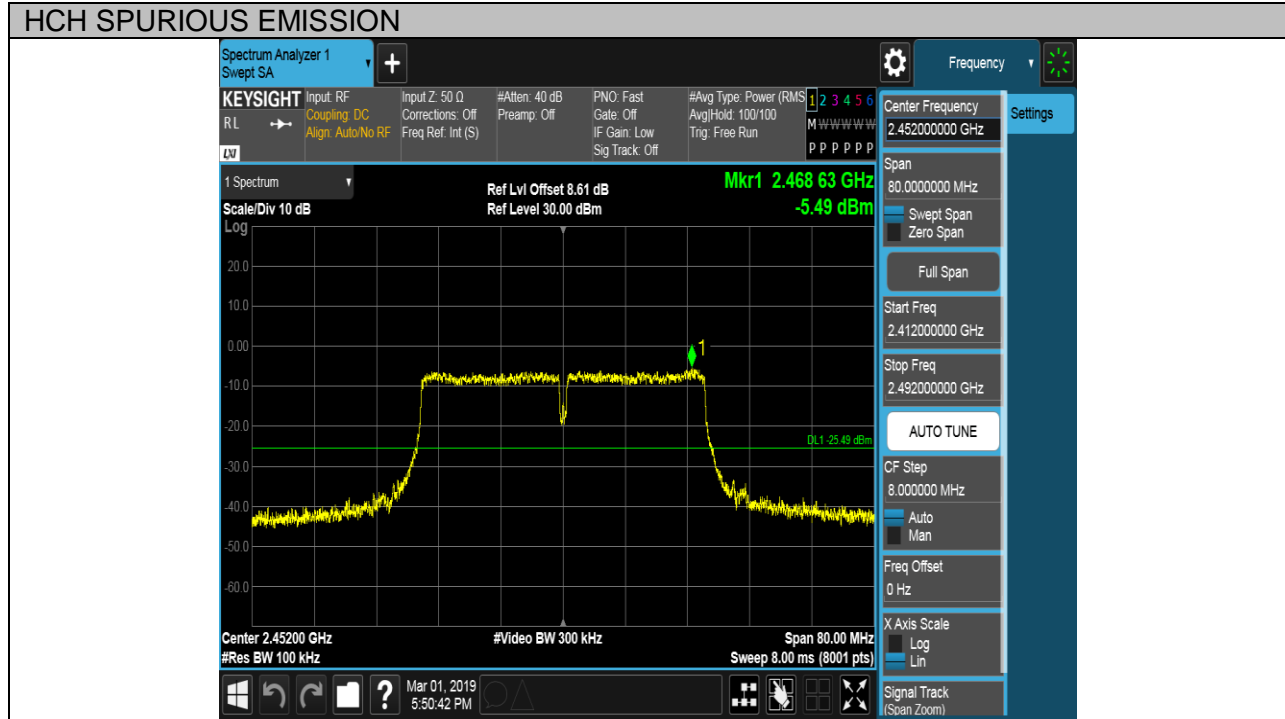 HCH SPURIOUS EMISSION
Spectrum Analyzer 1
Swept SA
Frequency
KEYSIGHT
RL
LXI
Input: RF
Coupling: DC
Align: Auto/No RF
Input Z: 50 Ω
Corrections: Off
Freq Ref: Int (S)
#Atten: 40 dB
Preamp: Off
PNO: Fast
Gate: Off
IF Gain: Low
Sig Track: Off
#Avg Type: Power (RMS
Avg|Hold: 100/100
Trig: Free Run
1 2 3 4 5 6
M W W W W W
P P P P P P
1 Spectrum
Scale/Div 10 dB
Ref Lvl Offset 8.61 dB
Ref Level 30.00 dBm
Mkr1 2.468 63 GHz
-5.49 dBm
Log
20.0
10.0
0.00
-10.0
-20.0
-30.0
-40.0
-50.0
-60.0
1
DL1 -25.49 dBm
Center 2.45200 GHz
#Res BW 100 kHz
#Video BW 300 kHz
Span 80.00 MHz
Sweep 8.00 ms (8001 pts)
?
Mar 01, 2019
5:50:42 PM
Center Frequency
2.452000000 GHz
Settings
Span
80.0000000 MHz
Swept Span
Zero Span
Full Span
Start Freq
2.412000000 GHz
Stop Freq
2.492000000 GHz
AUTO TUNE
CF Step
8.000000 MHz
Auto
Man
Freq Offset
0 Hz
X Axis Scale
Log
Lin
Signal Track
(Span Zoom)